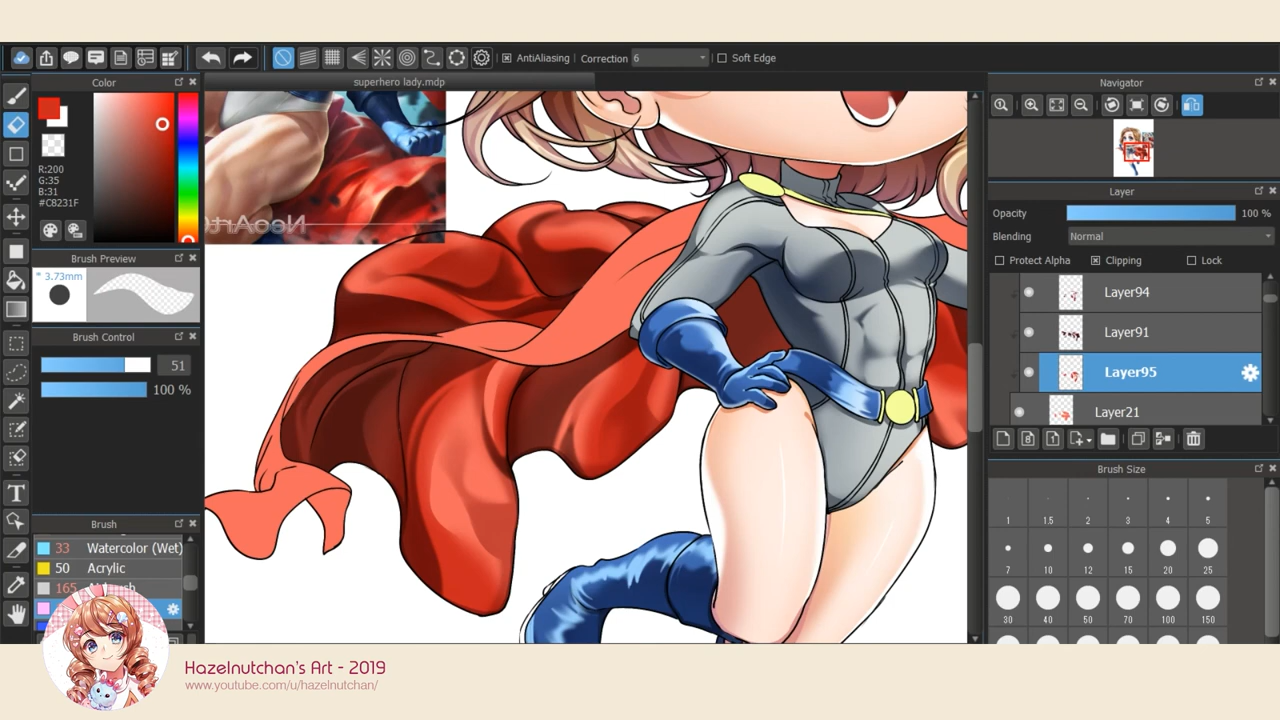 AntiAliasing
Correction
6
Soft Edge
Color
superhero lady.mdp
Navigator
R:200
G:35
B:31
#C8231F
Layer
Opacity
100 %
Blending
Normal
Protect Alpha
Clipping
Lock
Brush Preview
* 3.73mm
Brush Control
51
100 %
Layer94
Layer91
Layer95
Layer21
Brush
33 Watercolor (Wet)
50 Acrylic
165
Brush Size
1 1.5 2 3 4 5
7 10 12 15 20 25
30 40 50 70 100 150
T
Hazelnutchan's Art - 2019
www.youtube.com/u/hazelnutchan/